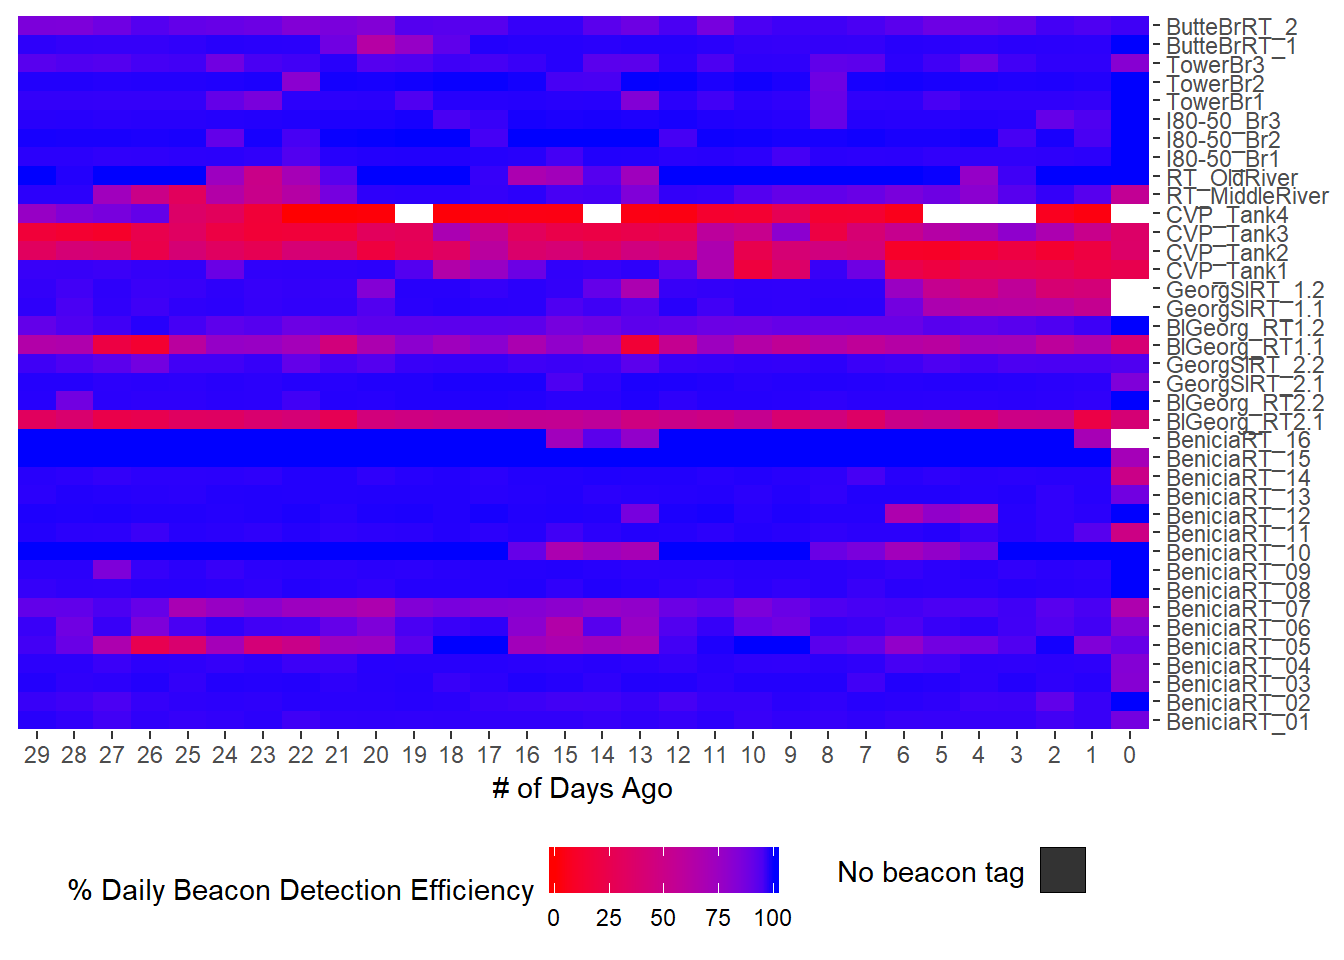 ButteBrRT_2
ButteBrRT_1
TowerBr3
TowerBr2
TowerBr1
I80-50_Br3
I80-50_Br2
I80-50_Br1
RT_OldRiver
RT_MiddleRiver
CVP_Tank4
CVP_Tank3
CVP_Tank2
CVP_Tank1
GeorgSlRT_1.2
GeorgSlRT_1.1
BlGeorg_RT1.2
BlGeorg_RT1.1
GeorgSlRT_2.2
GeorgSlRT_2.1
BlGeorg_RT2.2
BlGeorg_RT2.1
BeniciaRT_16
BeniciaRT_15
BeniciaRT_14
BeniciaRT_13
BeniciaRT_12
BeniciaRT_11
BeniciaRT_10
BeniciaRT_09
BeniciaRT_08
BeniciaRT_07
BeniciaRT_06
BeniciaRT_05
BeniciaRT_04
BeniciaRT_03
BeniciaRT_02
BeniciaRT_01
29 28 27 26 25 24 23 22 21 20 19 18 17 16 15 14 13 12 11 10 9 8 7 6 5 4 3 2 1 0
# of Days Ago
% Daily Beacon Detection Efficiency
0 25 50 75 100
No beacon tag